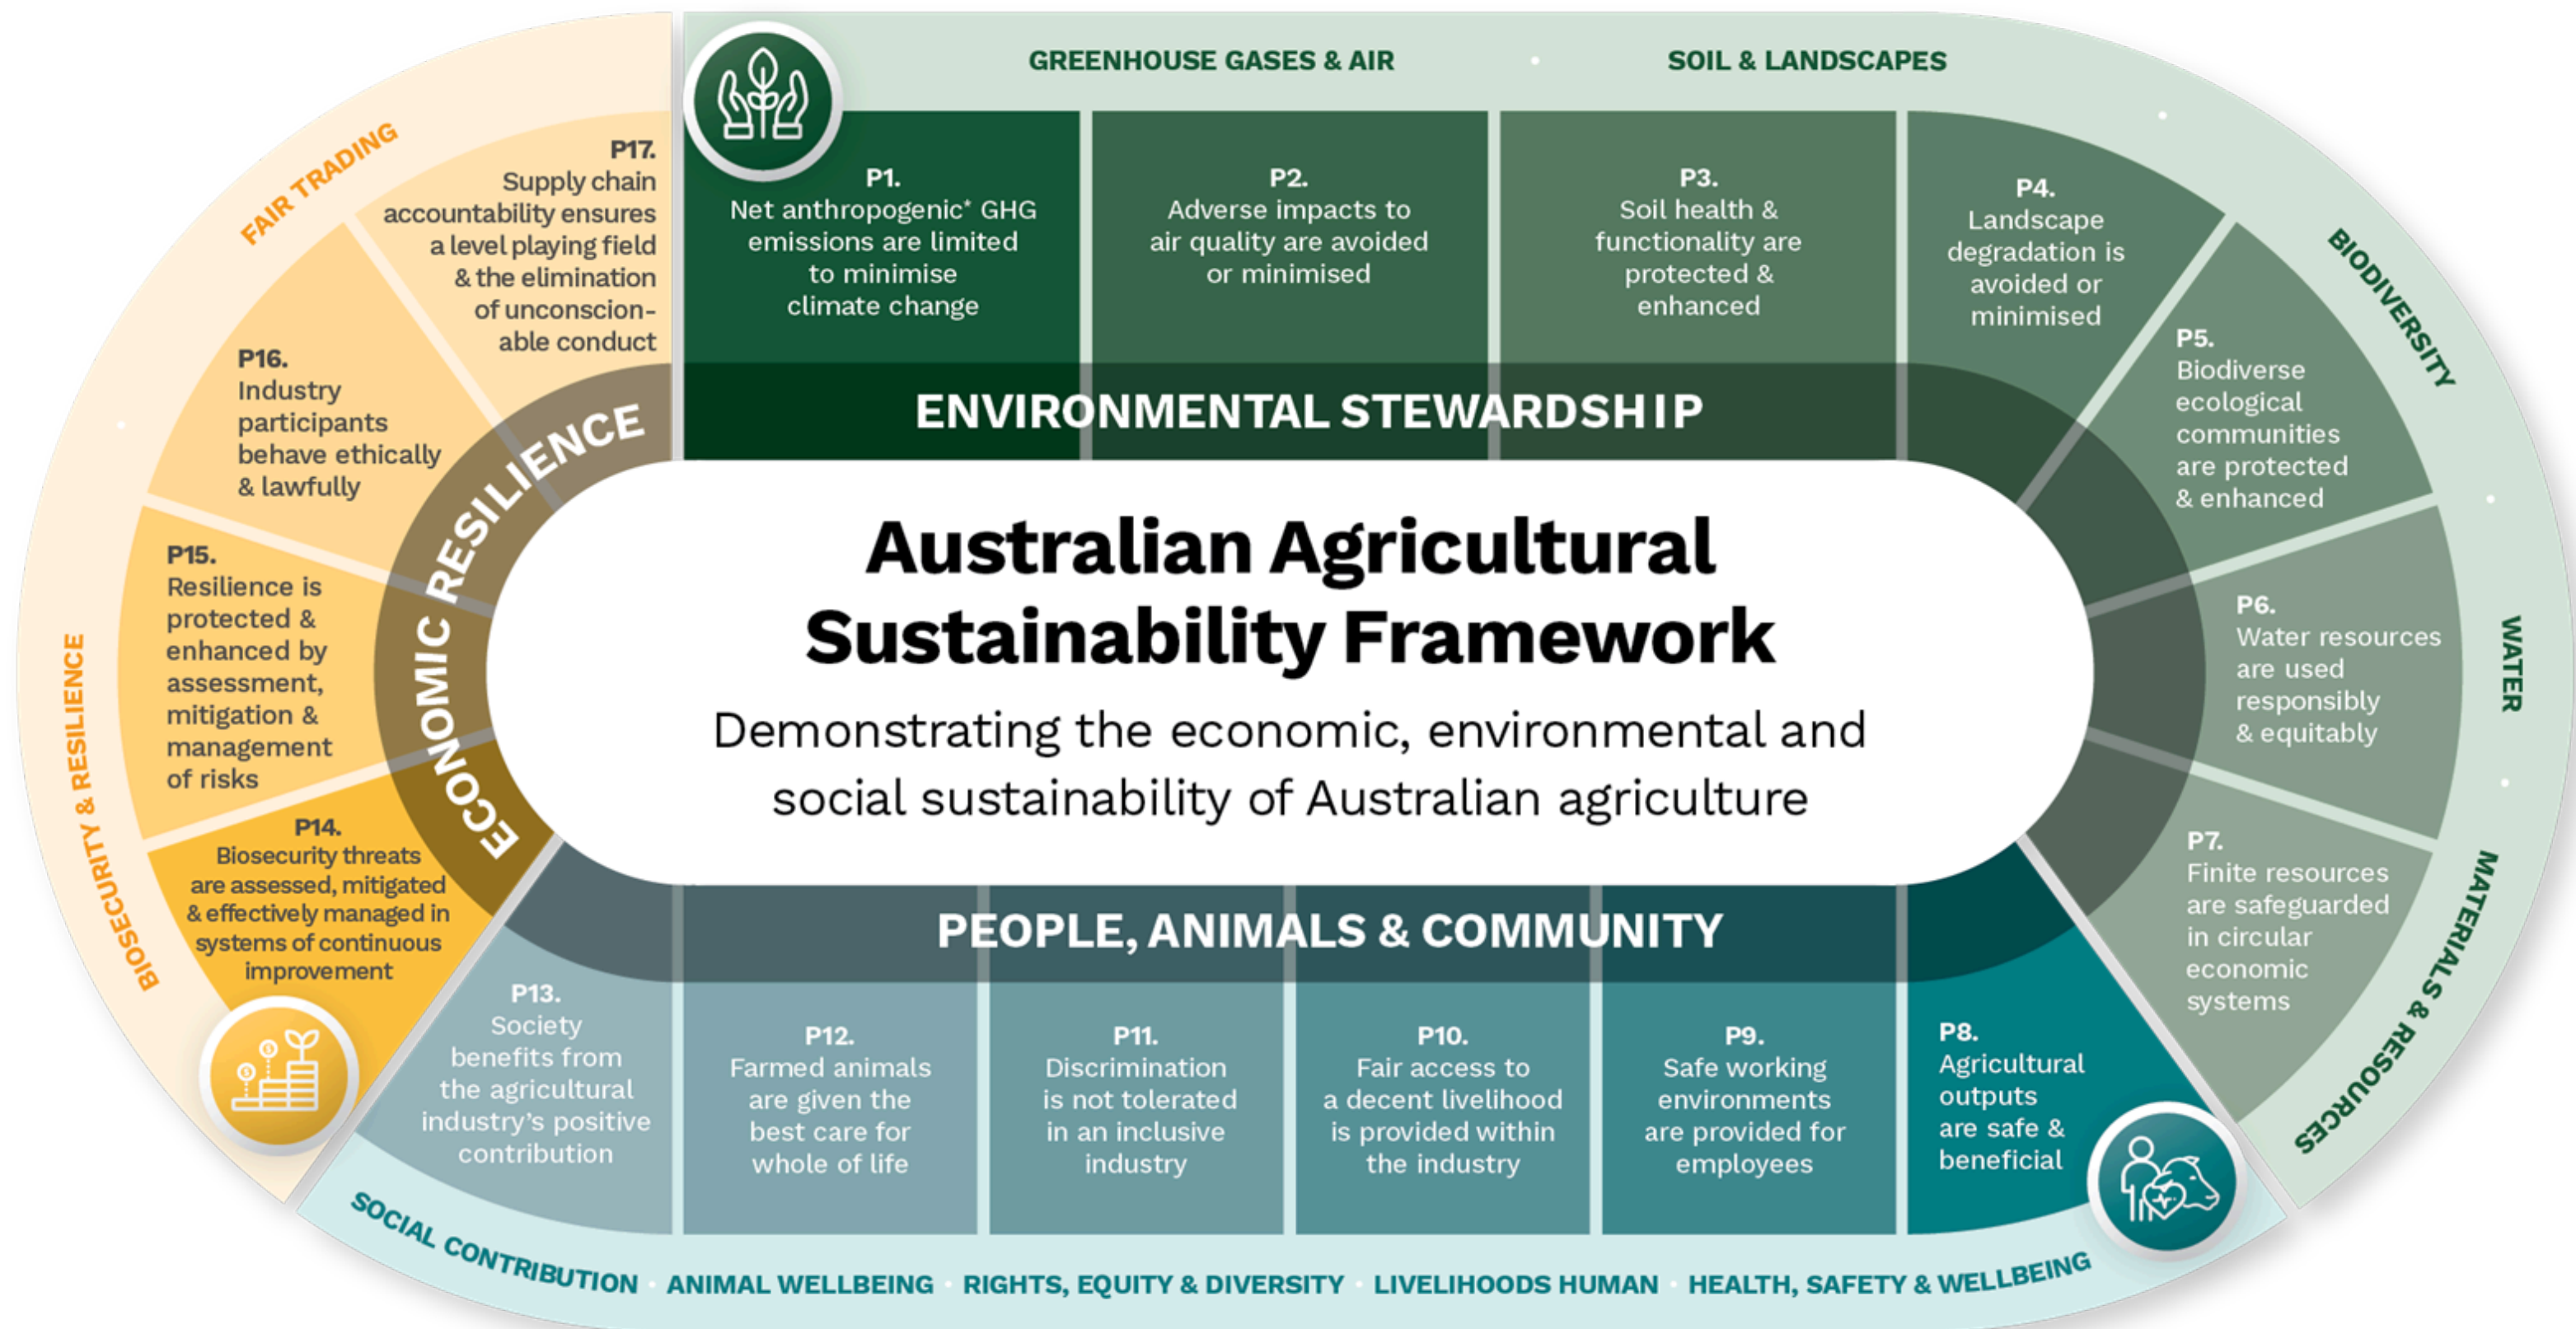 Australian Agricultural
Sustainability Framework
Demonstrating the economic, environmental and
social sustainability of Australian agriculture
ENVIRONMENTAL STEWARDSHIP
GREENHOUSE GASES & AIR
SOIL & LANDSCAPES
BIODIVERSITY
WATER
MATERIALS & RESOURCES
P1.
Net anthropogenic* GHG
emissions are limited
to minimise
climate change
P2.
Adverse impacts to
air quality are avoided
or minimised
P3.
Soil health &
functionality are
protected &
enhanced
P4.
Landscape
degradation is
avoided or
minimised
P5.
Biodiverse
ecological
communities
are protected
& enhanced
P6.
Water resources
are used
responsibly
& equitably
P7.
Finite resources
are safeguarded
in circular
economic
systems
PEOPLE, ANIMALS & COMMUNITY
P8.
Agricultural
outputs
are safe &
beneficial
P9.
Safe working
environments
are provided for
employees
P10.
Fair access to
a decent livelihood
is provided within
the industry
P11.
Discrimination
is not tolerated
in an inclusive
industry
P12.
Farmed animals
are given the
best care for
whole of life
P13.
Society
benefits from
the agricultural
industry's positive
contribution
SOCIAL CONTRIBUTION · ANIMAL WELLBEING · RIGHTS, EQUITY & DIVERSITY · LIVELIHOODS HUMAN · HEALTH, SAFETY & WELLBEING
ECONOMIC RESILIENCE
P14.
Biosecurity threats
are assessed, mitigated
& effectively managed in
systems of continuous
improvement
P15.
Resilience is
protected &
enhanced by
assessment,
mitigation &
management
of risks
P16.
Industry
participants
behave ethically
& lawfully
P17.
Supply chain
accountability ensures
a level playing field
& the elimination
of unconscion-
able conduct
BIOSECURITY & RESILIENCE
FAIR TRADING